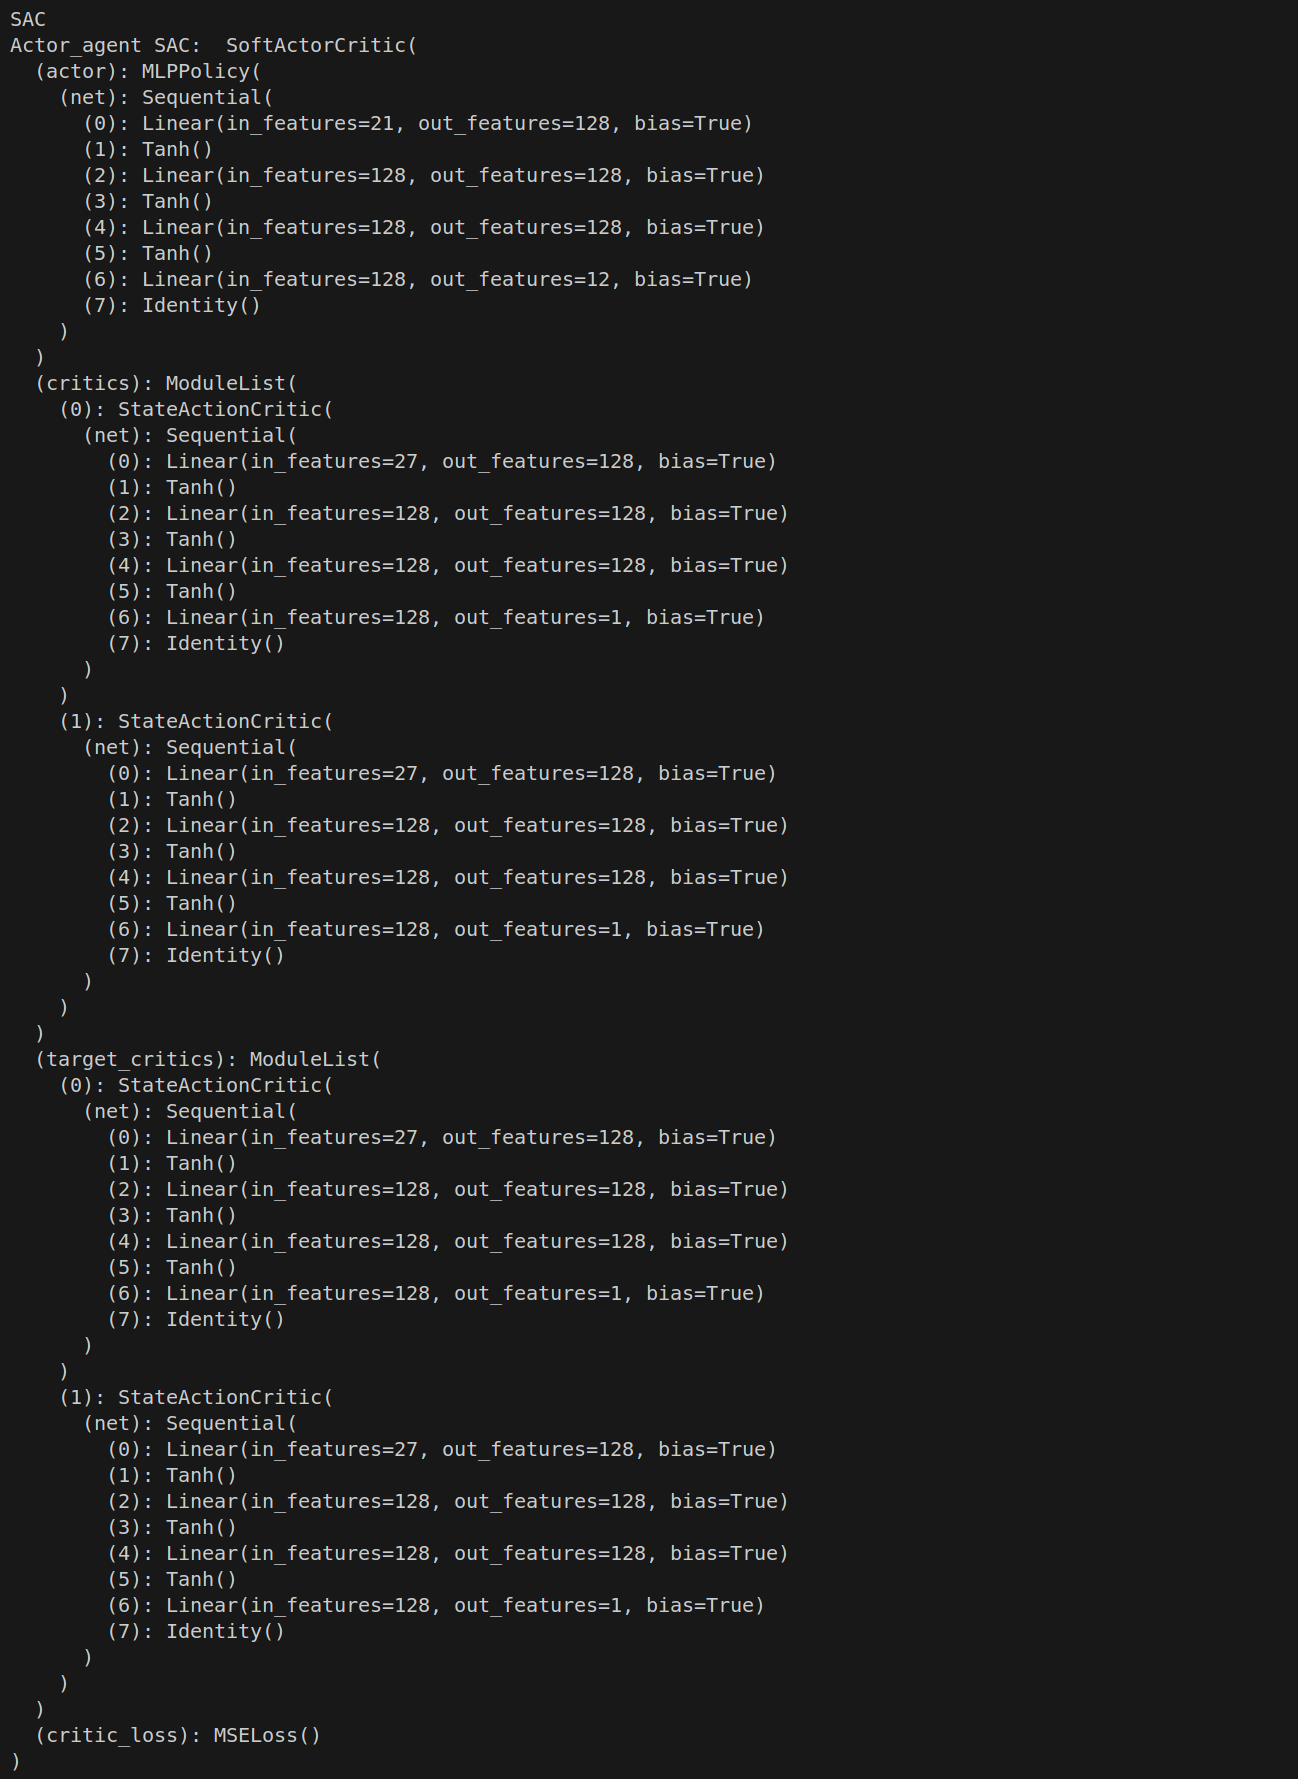 SAC
Actor_agent SAC:  SoftActorCritic(
  (actor): MLPPolicy(
    (net): Sequential(
      (0): Linear(in_features=21, out_features=128, bias=True)
      (1): Tanh()
      (2): Linear(in_features=128, out_features=128, bias=True)
      (3): Tanh()
      (4): Linear(in_features=128, out_features=128, bias=True)
      (5): Tanh()
      (6): Linear(in_features=128, out_features=12, bias=True)
      (7): Identity()
    )
  )
  (critics): ModuleList(
    (0): StateActionCritic(
      (net): Sequential(
        (0): Linear(in_features=27, out_features=128, bias=True)
        (1): Tanh()
        (2): Linear(in_features=128, out_features=128, bias=True)
        (3): Tanh()
        (4): Linear(in_features=128, out_features=128, bias=True)
        (5): Tanh()
        (6): Linear(in_features=128, out_features=1, bias=True)
        (7): Identity()
      )
    )
    (1): StateActionCritic(
      (net): Sequential(
        (0): Linear(in_features=27, out_features=128, bias=True)
        (1): Tanh()
        (2): Linear(in_features=128, out_features=128, bias=True)
        (3): Tanh()
        (4): Linear(in_features=128, out_features=128, bias=True)
        (5): Tanh()
        (6): Linear(in_features=128, out_features=1, bias=True)
        (7): Identity()
      )
    )
  )
  (target_critics): ModuleList(
    (0): StateActionCritic(
      (net): Sequential(
        (0): Linear(in_features=27, out_features=128, bias=True)
        (1): Tanh()
        (2): Linear(in_features=128, out_features=128, bias=True)
        (3): Tanh()
        (4): Linear(in_features=128, out_features=128, bias=True)
        (5): Tanh()
        (6): Linear(in_features=128, out_features=1, bias=True)
        (7): Identity()
      )
    )
    (1): StateActionCritic(
      (net): Sequential(
        (0): Linear(in_features=27, out_features=128, bias=True)
        (1): Tanh()
        (2): Linear(in_features=128, out_features=128, bias=True)
        (3): Tanh()
        (4): Linear(in_features=128, out_features=128, bias=True)
        (5): Tanh()
        (6): Linear(in_features=128, out_features=1, bias=True)
        (7): Identity()
      )
    )
  )
  (critic_loss): MSELoss()
)